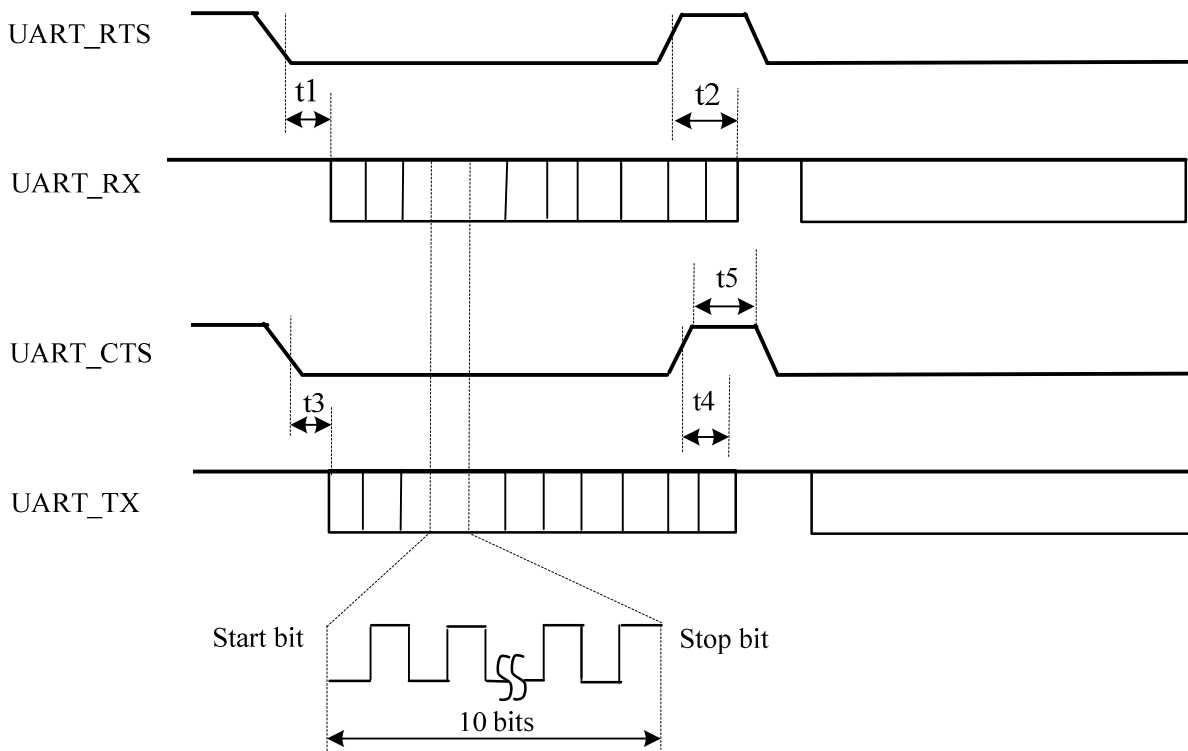 UART_RTS
t1
t2
UART_RX
t5
UART_CTS
t3
t4
UART_TX
Start bit
Stop bit
10 bits